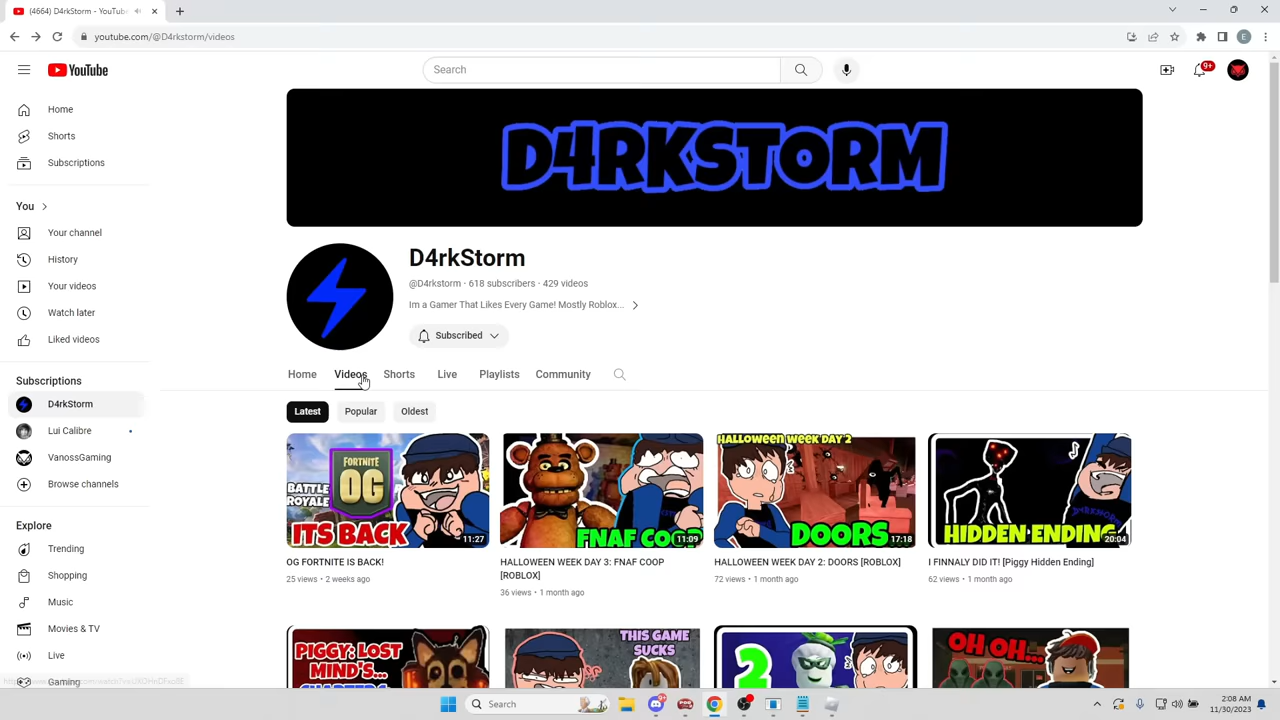 (4664) D4rkStorm - YouTube
youtube.com/@D4rkstorm/videos
YouTube
Search
9+
E
Home
Shorts
Subscriptions
You
Your channel
History
Your videos
Watch later
Liked videos
Subscriptions
D4rkStorm
Lui Calibre
VanossGaming
Browse channels
Explore
Trending
Shopping
Music
Movies & TV
Live
Gaming
D4RKSTORM
D4rkStorm
@D4rkstorm · 618 subscribers · 429 videos
Im a Gamer That Likes Every Game! Mostly Roblox...
Subscribed
Home Videos Shorts Live Playlists Community
Latest Popular Oldest
FORTNITE
OG
BATTLE
ROYALE
ITS BACK
11:27
OG FORTNITE IS BACK!
25 views • 2 weeks ago
FNAF COOP
11:09
HALLOWEEN WEEK DAY 3: FNAF COOP
[ROBLOX]
36 views • 1 month ago
HALLOWEEN WEEK DAY 2
DOORS
17:18
HALLOWEEN WEEK DAY 2: DOORS [ROBLOX]
72 views • 1 month ago
HIDDEN ENDING
20:04
I FINNALY DID IT! [Piggy Hidden Ending]
62 views • 1 month ago
PIGGY: LOST
MIND'S...
THIS GAME
SUCKS
2
OH OH...
Search
9+
2:08 AM
11/30/2023